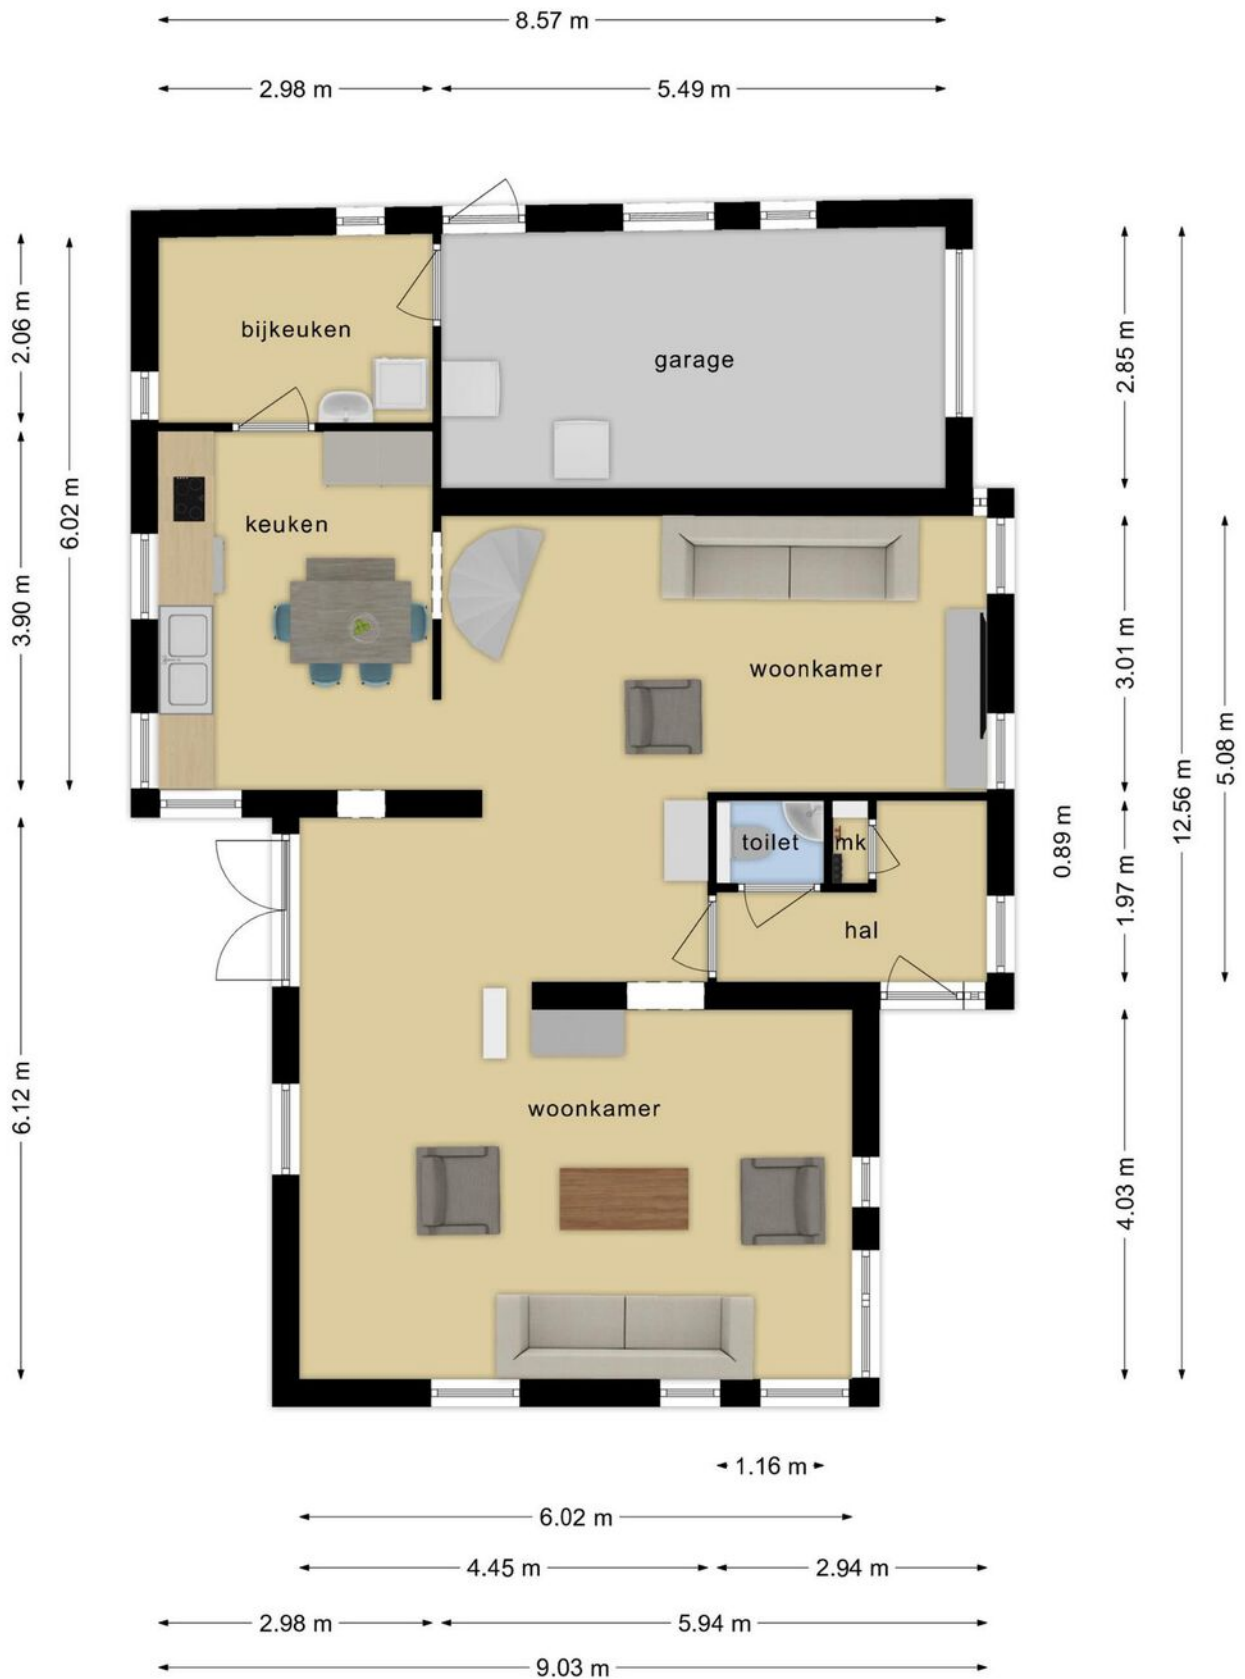 8.57 m
2.98 m
5.49 m
2.06 m
6.02 m
3.90 m
6.12 m
bijkeuken
garage
keuken
woonkamer
toilet
mk
hal
woonkamer
2.85 m
3.01 m
12.56 m
5.08 m
0.89 m
1.97 m
4.03 m
1.16 m
6.02 m
4.45 m
2.94 m
2.98 m
5.94 m
9.03 m